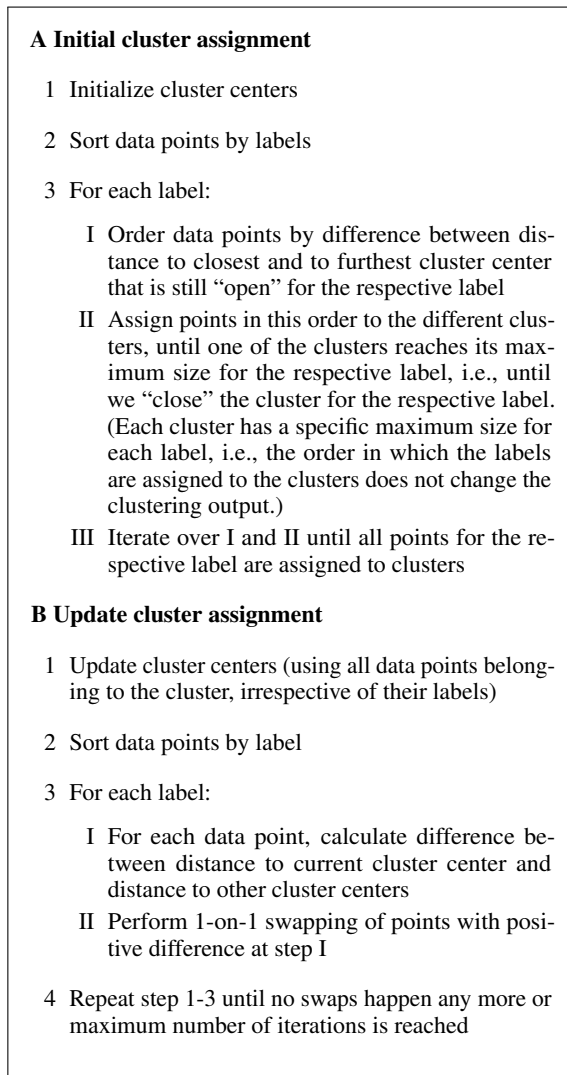 A Initial cluster assignment
1 Initialize cluster centers
2 Sort data points by labels
3 For each label:
I Order data points by difference between dis-
tance to closest and to furthest cluster center
that is still “open” for the respective label
II Assign points in this order to the different clus-
ters, until one of the clusters reaches its max-
imum size for the respective label, i.e., until
we “close” the cluster for the respective label.
(Each cluster has a specific maximum size for
each label, i.e., the order in which the labels
are assigned to the clusters does not change the
clustering output.)
III Iterate over I and II until all points for the re-
spective label are assigned to clusters
B Update cluster assignment
1 Update cluster centers (using all data points belong-
ing to the cluster, irrespective of their labels)
2 Sort data points by label
3 For each label:
I For each data point, calculate difference be-
tween distance to current cluster center and
distance to other cluster centers
II Perform 1-on-1 swapping of points with posi-
tive difference at step I
4 Repeat step 1-3 until no swaps happen any more or
maximum number of iterations is reached